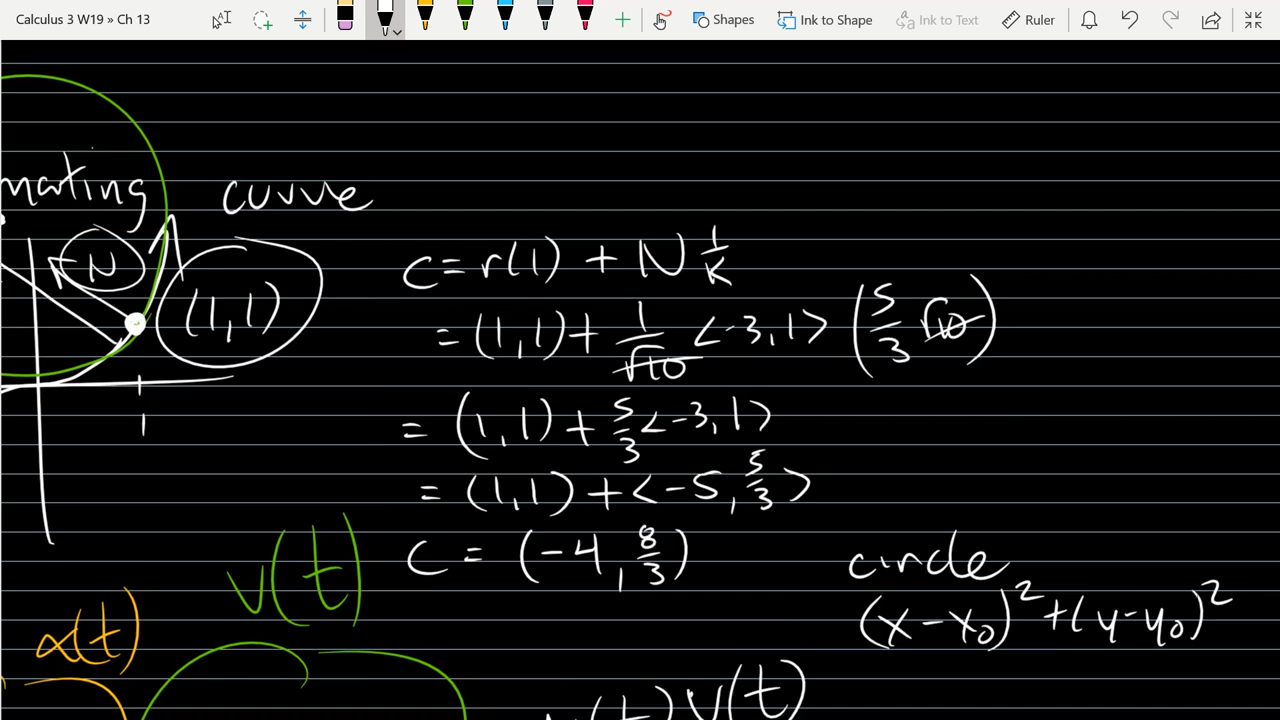 Calculus 3 W19 » Ch 13
Shapes
Ink to Shape
Ink to Text
Ruler
mating curve
N
(1,1)
1
C = r(1) + N 1/K
= (1,1) + 1/√10 <-3,1> (5/3 √10)
= (1,1) + 5/3 <-3,1>
= (1,1) + <-5, 5/3>
C = (-4, 8/3)
circle
(x-x₀)² + (y-y₀)²
v(t)
a(t)
v(t)